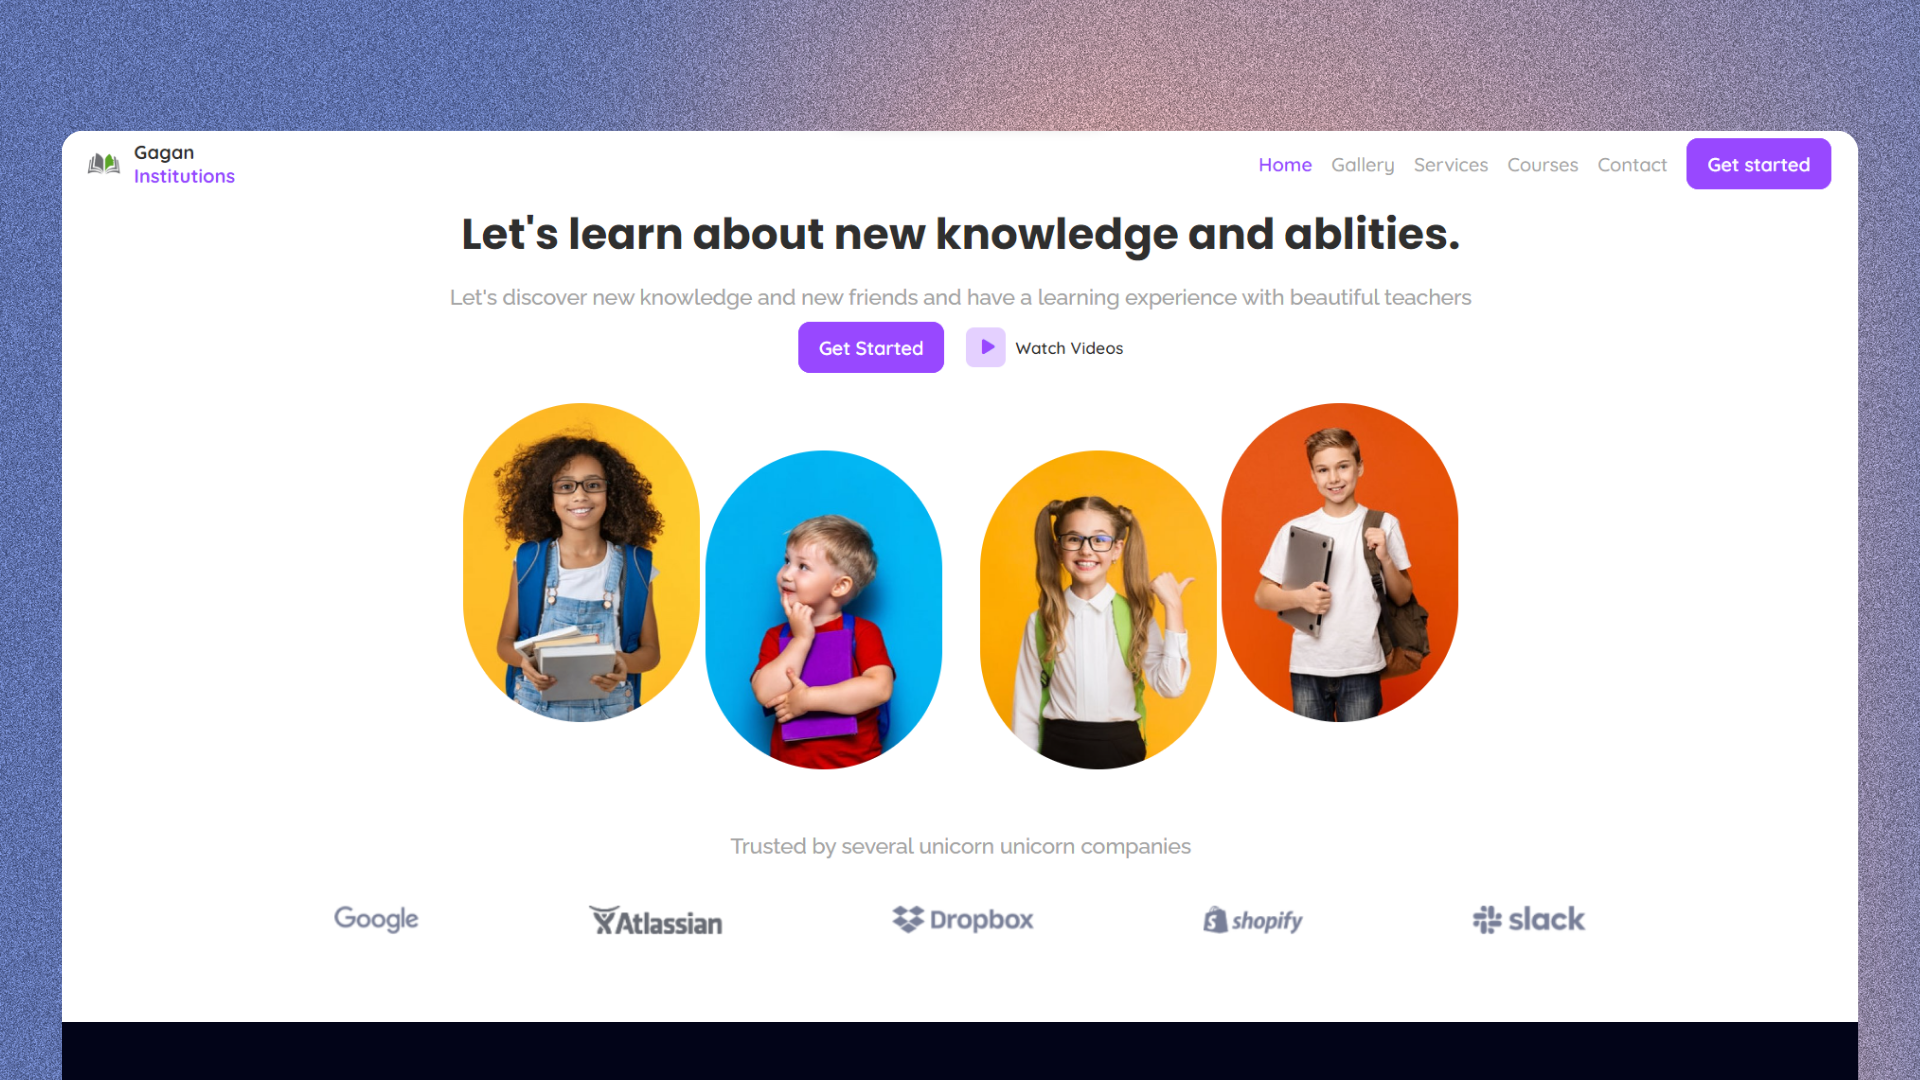 Gagan
Institutions
Home Gallery Services Courses Contact Get started
Let's learn about new knowledge and ablities.
Let's discover new knowledge and new friends and have a learning experience with beautiful teachers
Get Started Watch Videos
Trusted by several unicorn unicorn companies
Google Atlassian Dropbox shopify slack